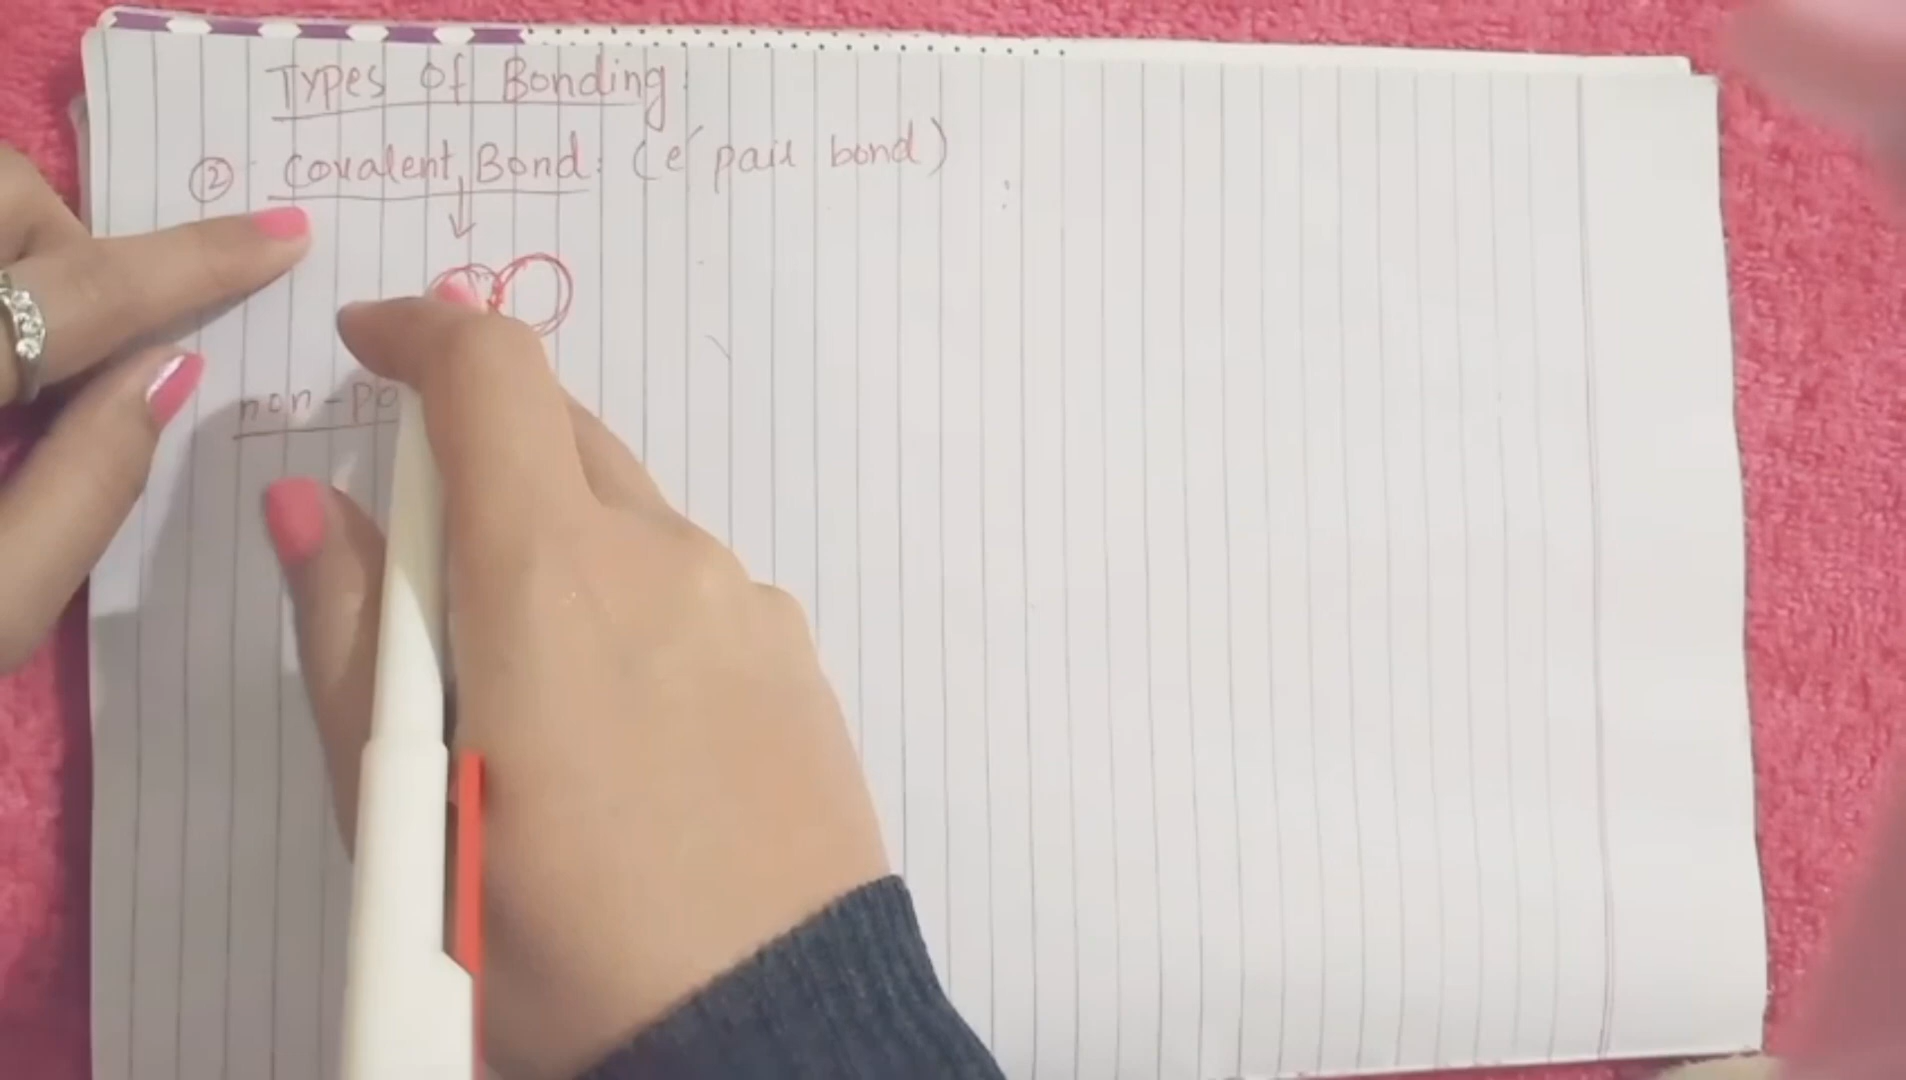 Types Of Bonding:
② Covalent Bond: (e⁻ pair bond)
non-po